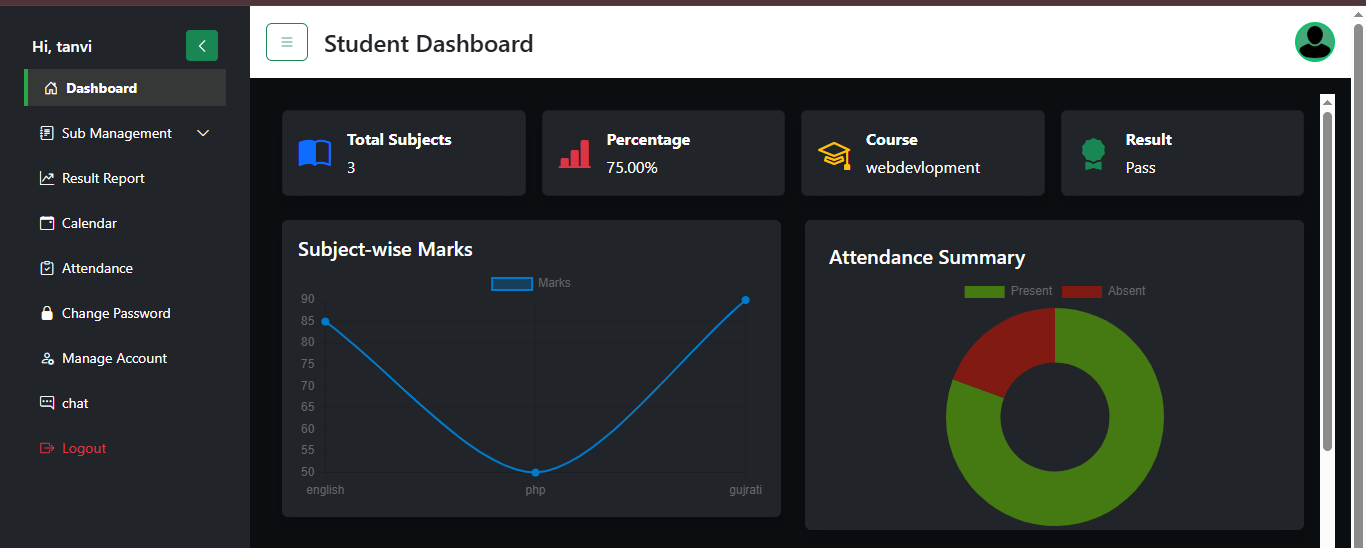 Hi, tanvi
Dashboard
Sub Management
Result Report
Calendar
Attendance
Change Password
Manage Account
chat
Logout
Student Dashboard
Total Subjects
3
Percentage
75.00%
Course
webdevlopment
Result
Pass
Subject-wise Marks
Marks
90
85
80
75
70
65
60
55
50
english php gujrati
Attendance Summary
Present Absent